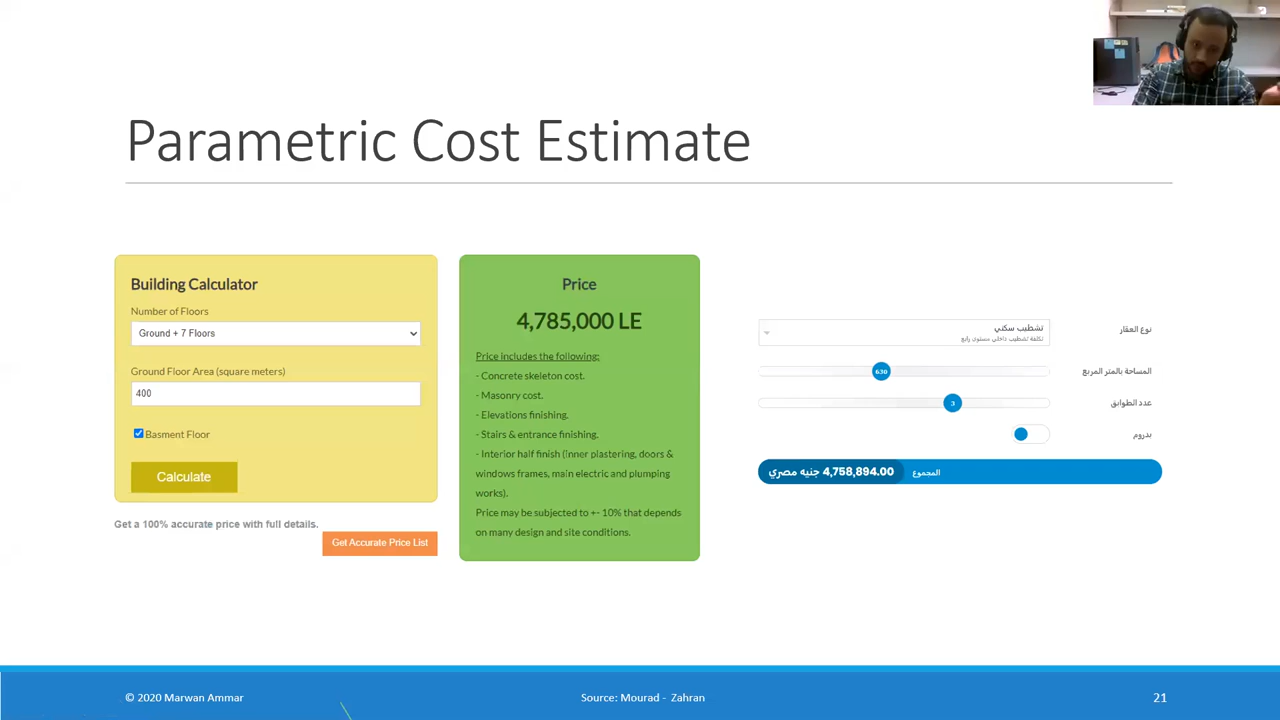 Parametric Cost Estimate
Building Calculator
Number of Floors
Ground + 7 Floors
Ground Floor Area (square meters)
400
Basment Floor
Calculate
Get a 100% accurate price with full details.
Get Accurate Price List
Price
4,785,000 LE
Price includes the following:
- Concrete skeleton cost.
- Masonry cost.
- Elevations finishing.
- Stairs & entrance finishing.
- Interior half finish (inner plastering, doors &
windows frames, main electric and plumping
works).
Price may be subjected to +- 10% that depends
on many design and site conditions.
نوع العقار
تشطيب سكني
تكلفة تشطيب داخلي مستوى رابع
المساحة بالمتر المربع
630
عدد الطوابق
3
بدروم
المجموع
4,758,894.00 جنيه مصري
© 2020 Marwan Ammar
Source: Mourad - Zahran
21